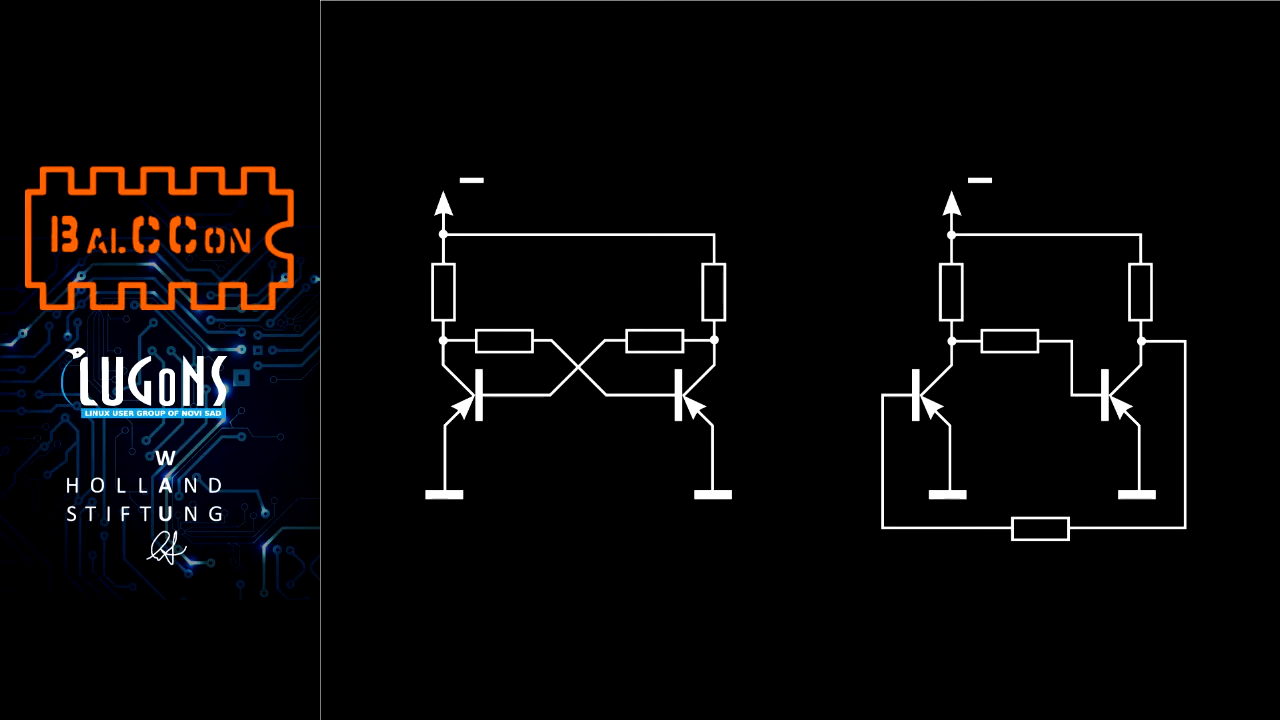 BALCCON
LUGONS
LINUX USER GROUP OF NOVI SAD
W
HOLLAND
STIFTUNG